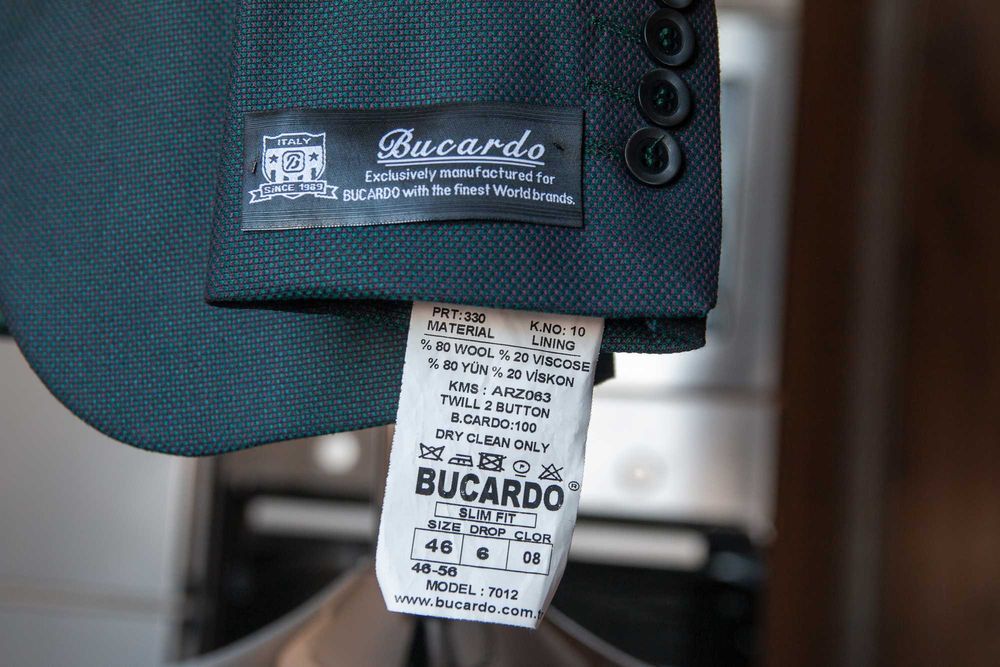 ITALY
B
SINCE 1989
Bucardo
Exclusively manufactured for
BUCARDO with the finest World brands.
PRT:330 K.NO: 10
MATERIAL LINING
% 80 WOOL % 20 VISCOSE
% 80 YÜN % 20 VİSKON
KMS : ARZ063
TWILL 2 BUTTON
B.CARDO:100
DRY CLEAN ONLY
BUCARDO®
SLIM FIT
SIZE DROP CLOR
46 6 08
46-56
MODEL : 7012
www.bucardo.com.t